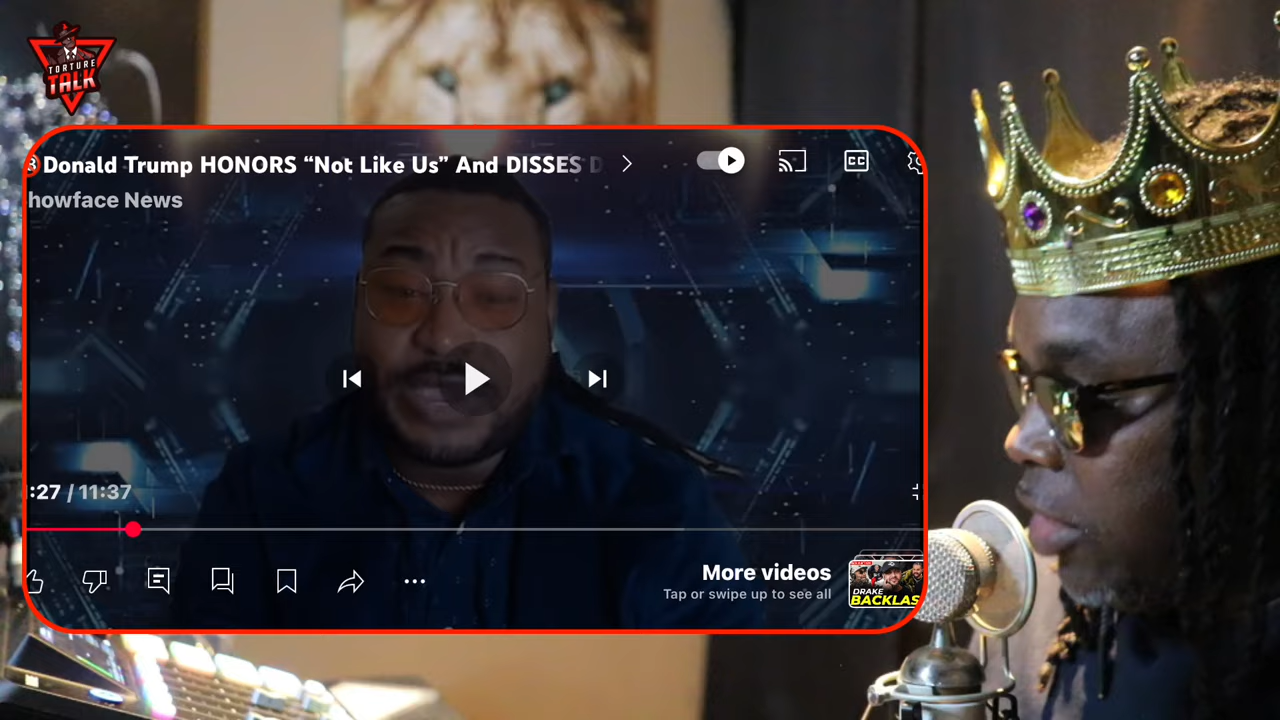 TORTURE
TALK
Donald Trump HONORS “Not Like Us” And DISSES D
howface News
CC
:27 / 11:37
More videos
Tap or swipe up to see all
DRAKE
BACKLAS